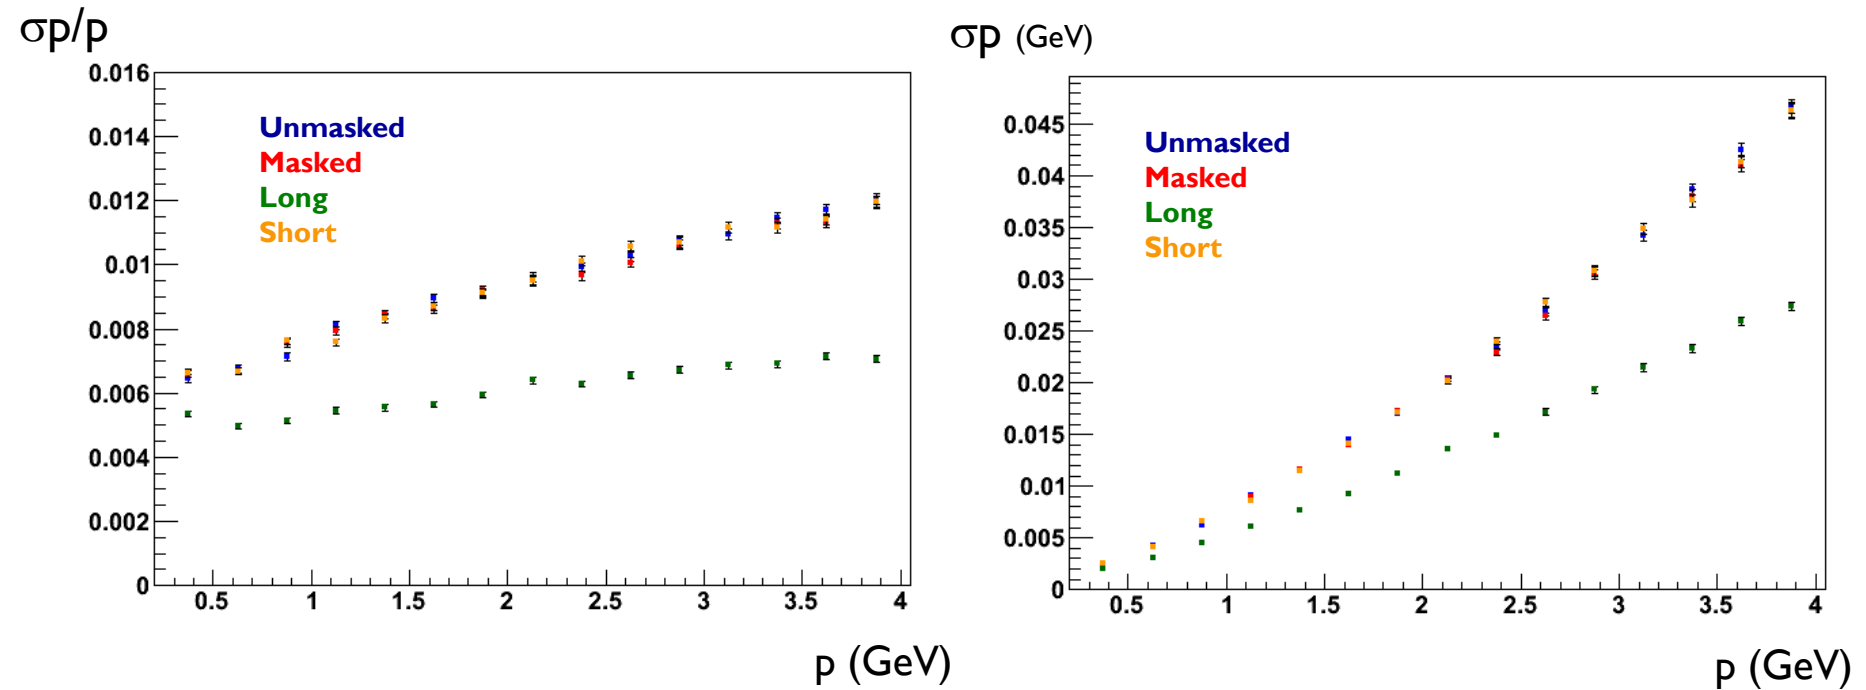 σp/p
0.016
0.014
0.012
0.01
0.008
0.006
0.004
0.002
0
Unmasked
Masked
Long
Short
0.5 1 1.5 2 2.5 3 3.5 4
p (GeV)
σp (GeV)
0.045
0.04
0.035
0.03
0.025
0.02
0.015
0.01
0.005
0
Unmasked
Masked
Long
Short
0.5 1 1.5 2 2.5 3 3.5 4
p (GeV)